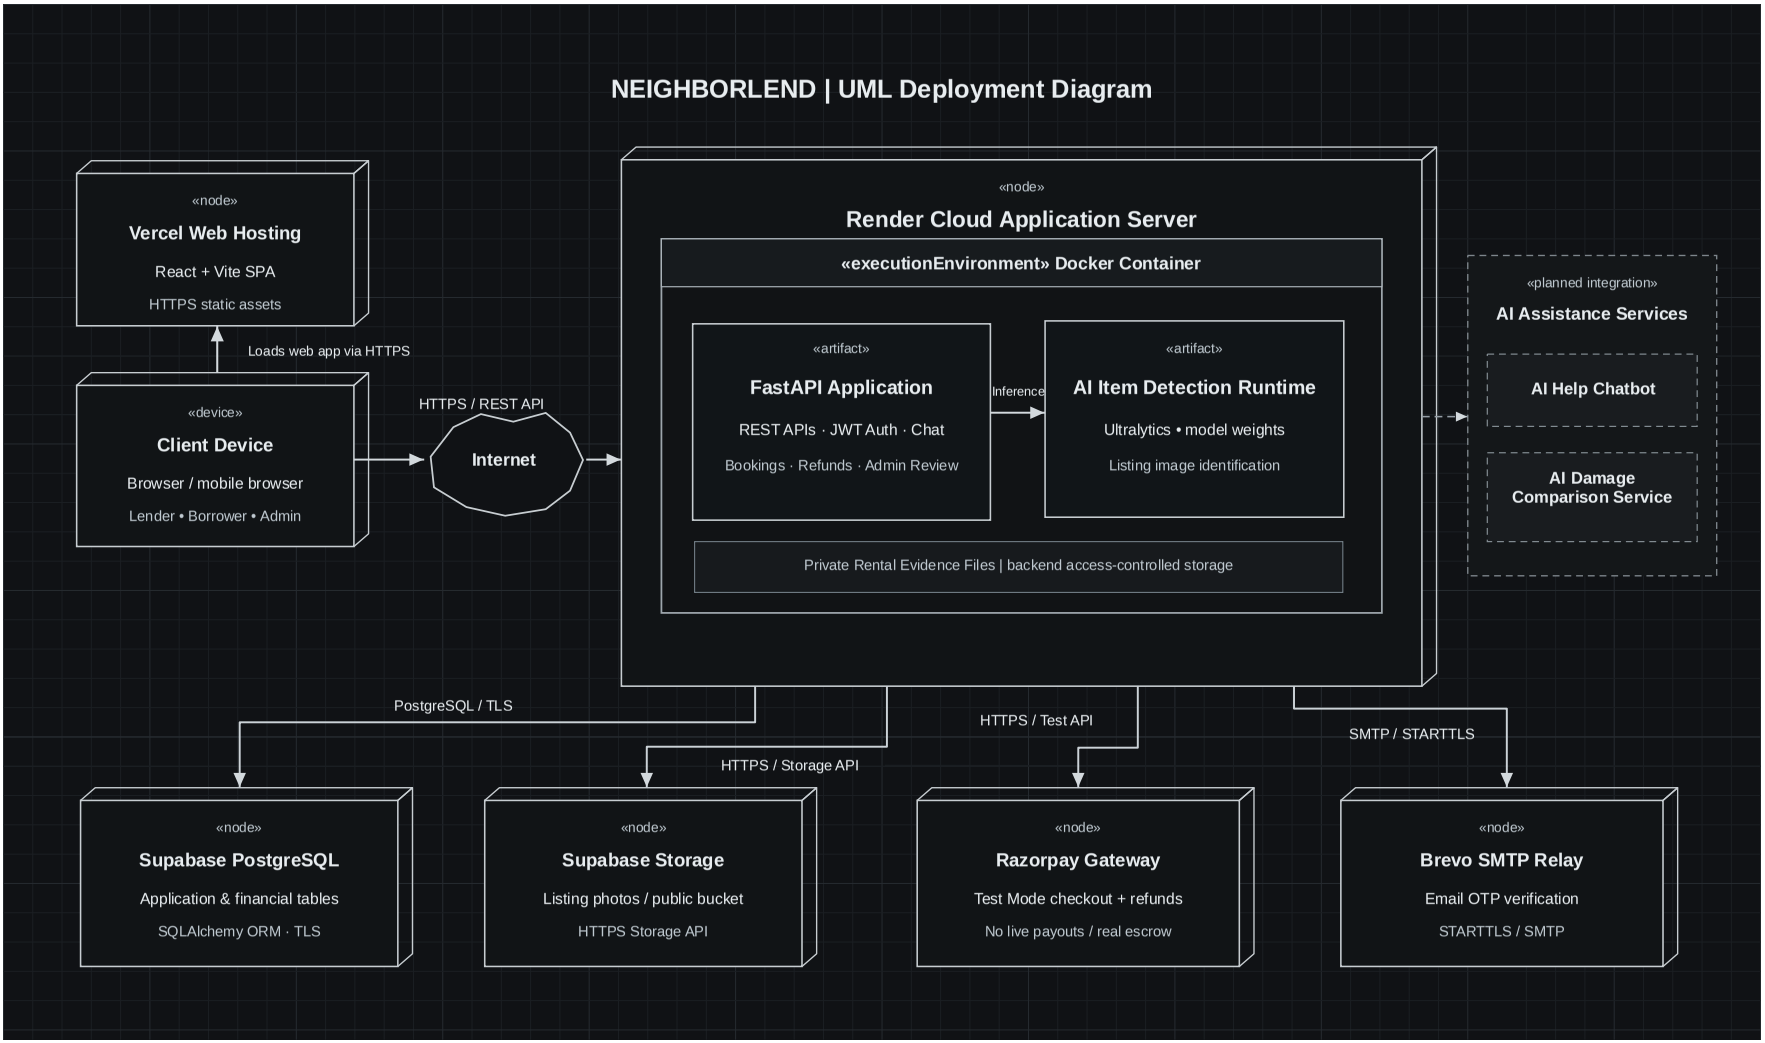 NEIGHBORLEND | UML Deployment Diagram
«node»
Vercel Web Hosting
React + Vite SPA
HTTPS static assets
Loads web app via HTTPS
«device»
Client Device
Browser / mobile browser
Lender • Borrower • Admin
HTTPS / REST API
Internet
«node»
Render Cloud Application Server
«executionEnvironment» Docker Container
«artifact»
FastAPI Application
REST APIs · JWT Auth · Chat
Bookings · Refunds · Admin Review
Inference
«artifact»
AI Item Detection Runtime
Ultralytics • model weights
Listing image identification
Private Rental Evidence Files | backend access-controlled storage
«planned integration»
AI Assistance Services
AI Help Chatbot
AI Damage
Comparison Service
PostgreSQL / TLS
HTTPS / Storage API
HTTPS / Test API
SMTP / STARTTLS
«node»
Supabase PostgreSQL
Application & financial tables
SQLAlchemy ORM · TLS
«node»
Supabase Storage
Listing photos / public bucket
HTTPS Storage API
«node»
Razorpay Gateway
Test Mode checkout + refunds
No live payouts / real escrow
«node»
Brevo SMTP Relay
Email OTP verification
STARTTLS / SMTP